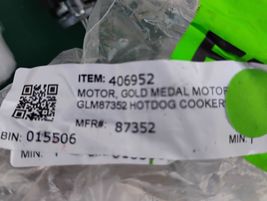 ITEM: 406952
MOTOR, GOLD MEDAL MOTOR
GLM87352 HOTDOG COOKER
MFR#: 87352
BIN: 015506
MIN:
MIN: